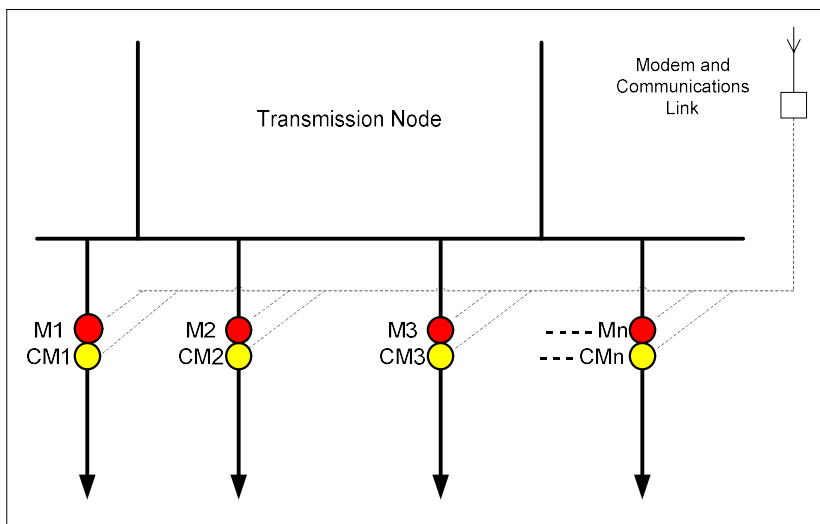 Modem and
Communications
Link
Transmission Node
M1
M2
M3
---- Mn
CM1
CM2
CM3
--- CMn